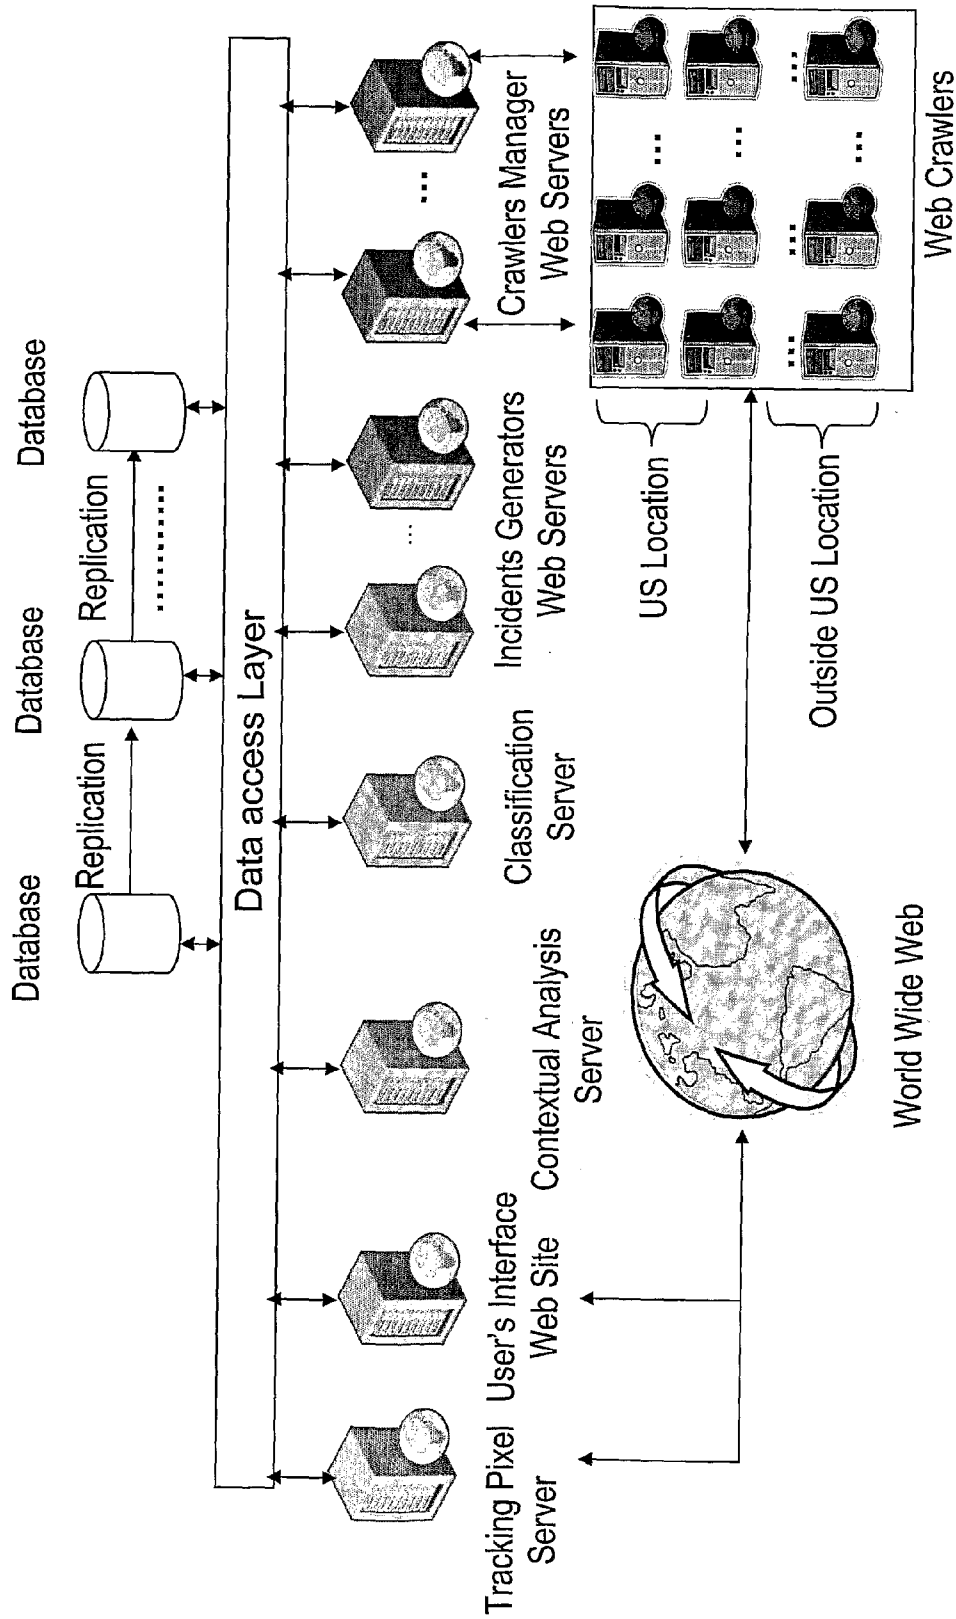 Database
Database
Database
Replication
Replication
Data access Layer
Tracking Pixel
Server
User's Interface
Web Site
Contextual Analysis
Server
Classification
Server
Incidents Generators
Web Servers
Crawlers Manager
Web Servers
US Location
Outside US Location
World Wide Web
Web Crawlers